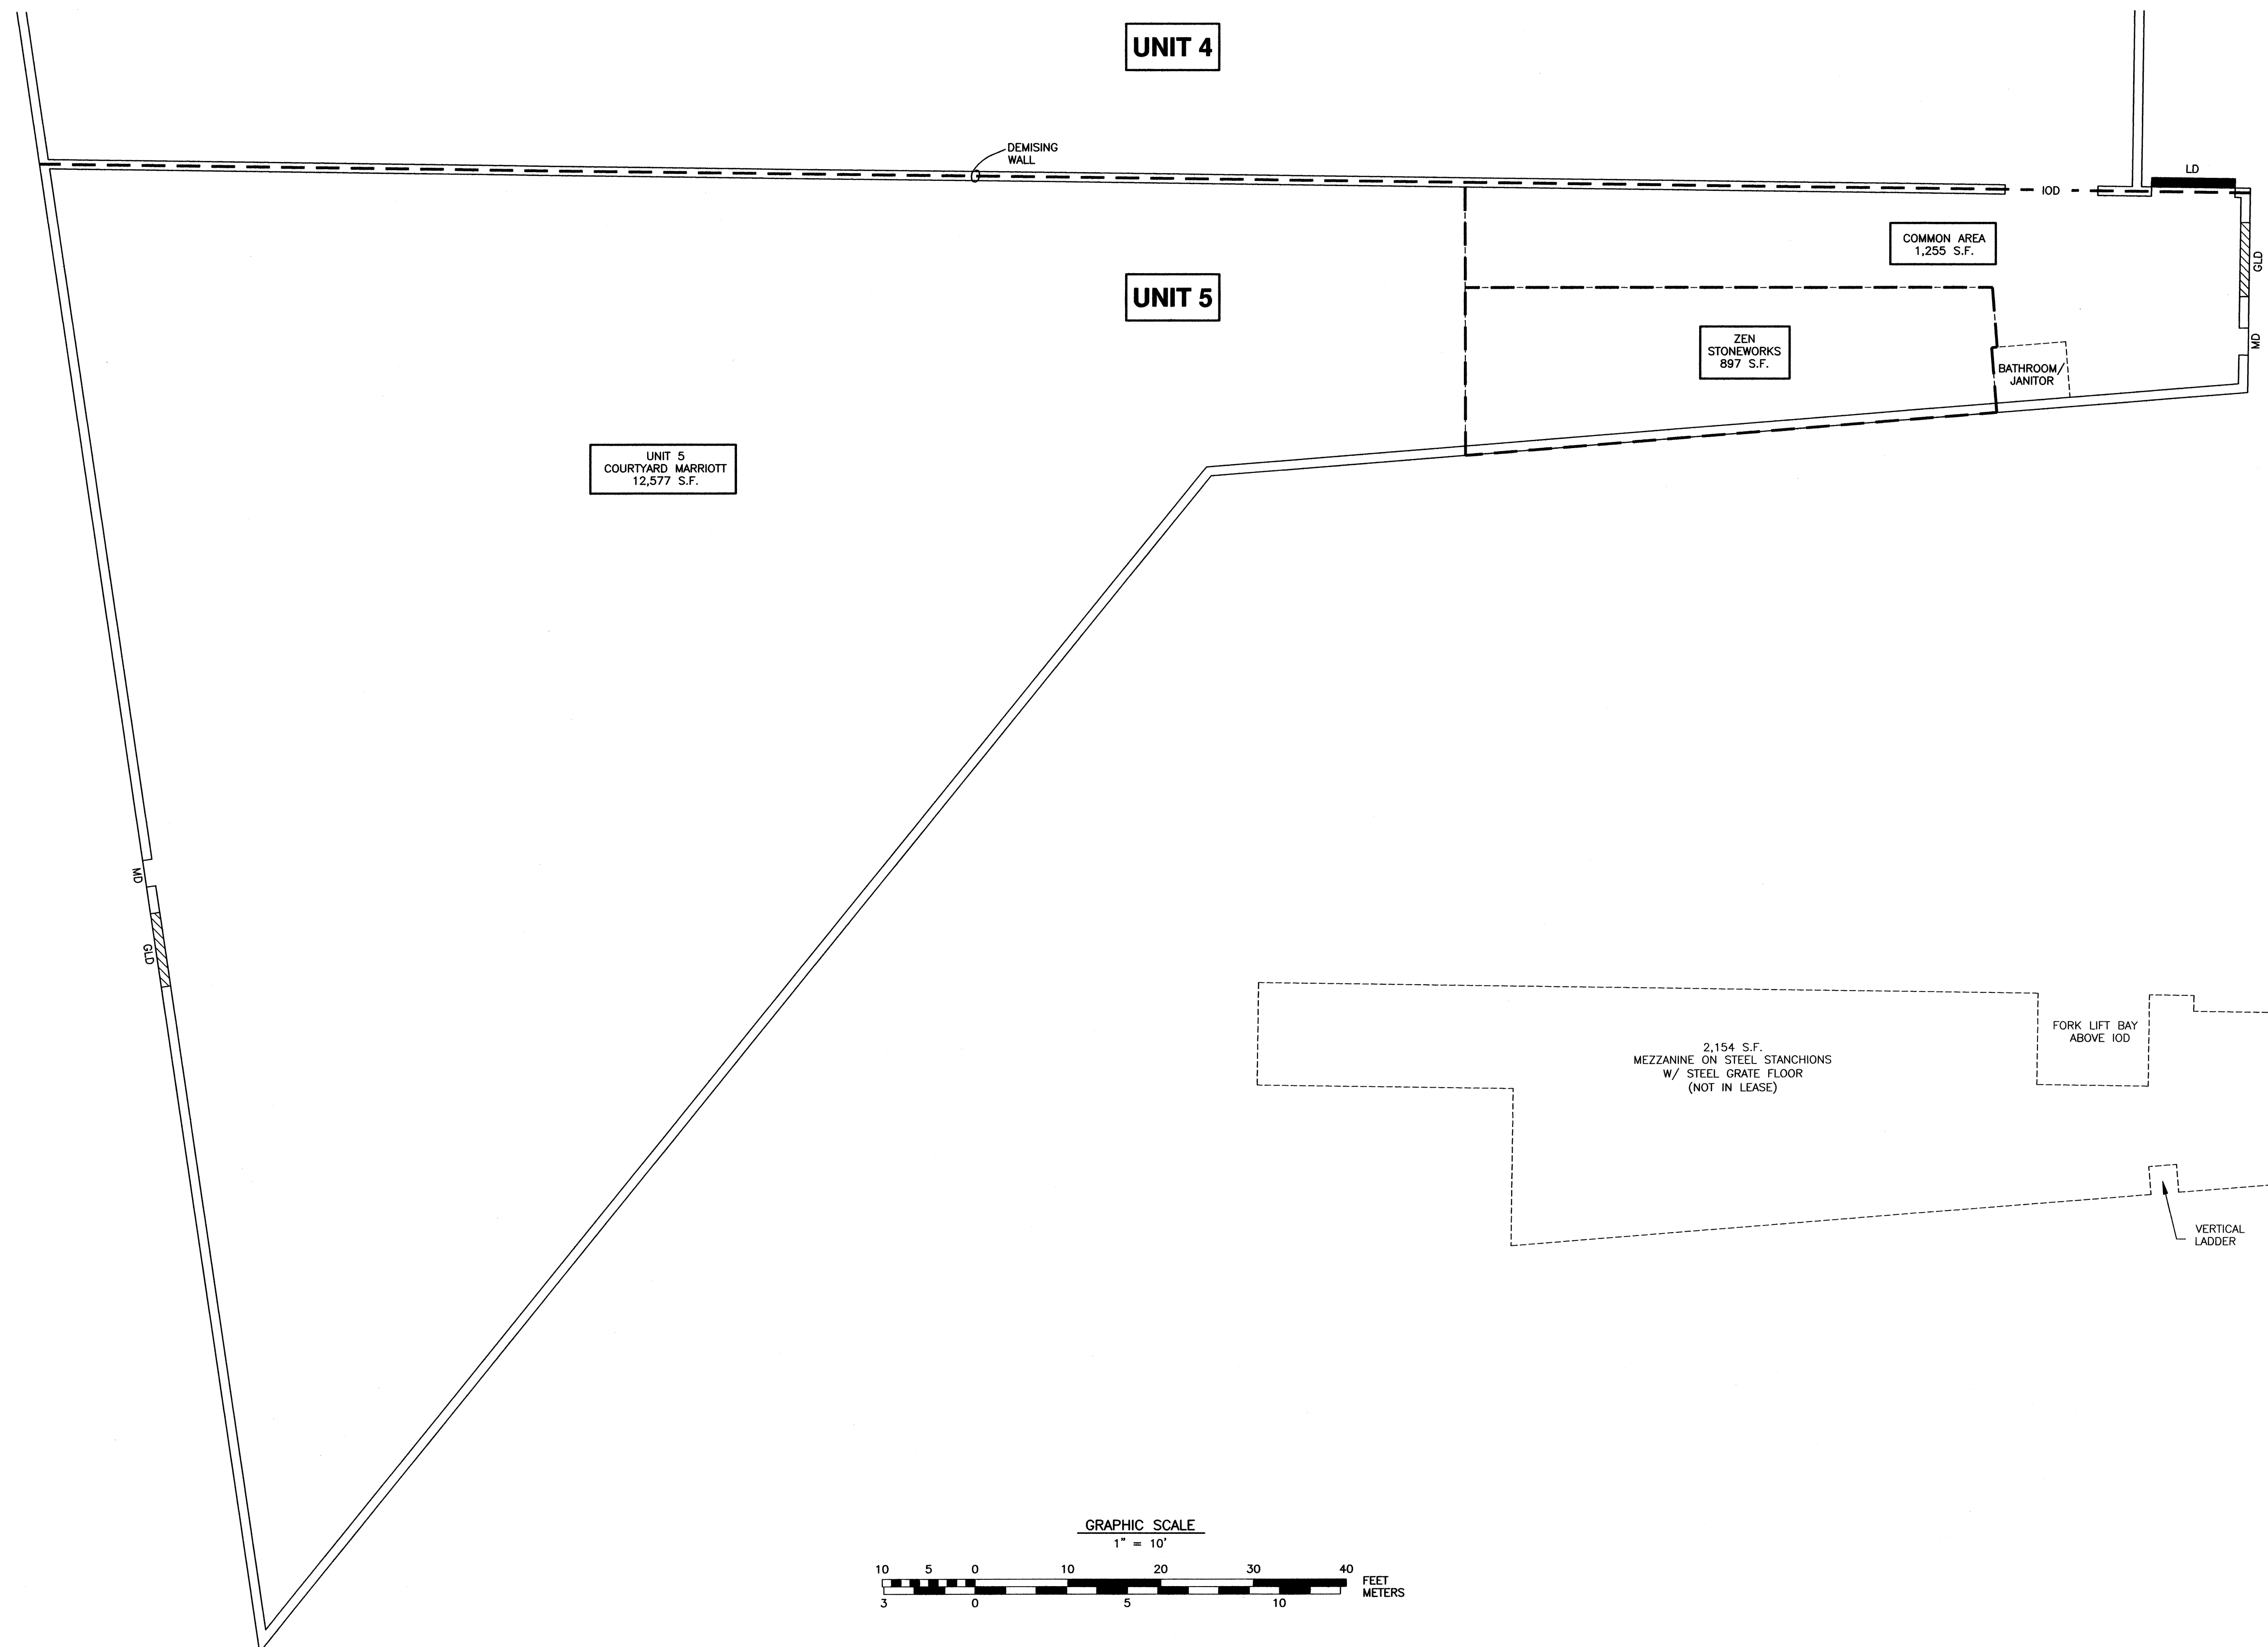 UNIT 4
DEMISING
WALL
LD
IOD
COMMON AREA
1,255 S.F.
GLD
UNIT 5
ZEN
STONEWORKS
897 S.F.
MD
BATHROOM/
JANITOR
UNIT 5
COURTYARD MARRIOTT
12,577 S.F.
MD
GLD
FORK LIFT BAY
ABOVE IOD
2,154 S.F.
MEZZANINE ON STEEL STANCHIONS
W/ STEEL GRATE FLOOR
(NOT IN LEASE)
VERTICAL
LADDER
GRAPHIC SCALE
1" = 10'
10 5 0 10 20 30 40
FEET
METERS
3 0 5 10